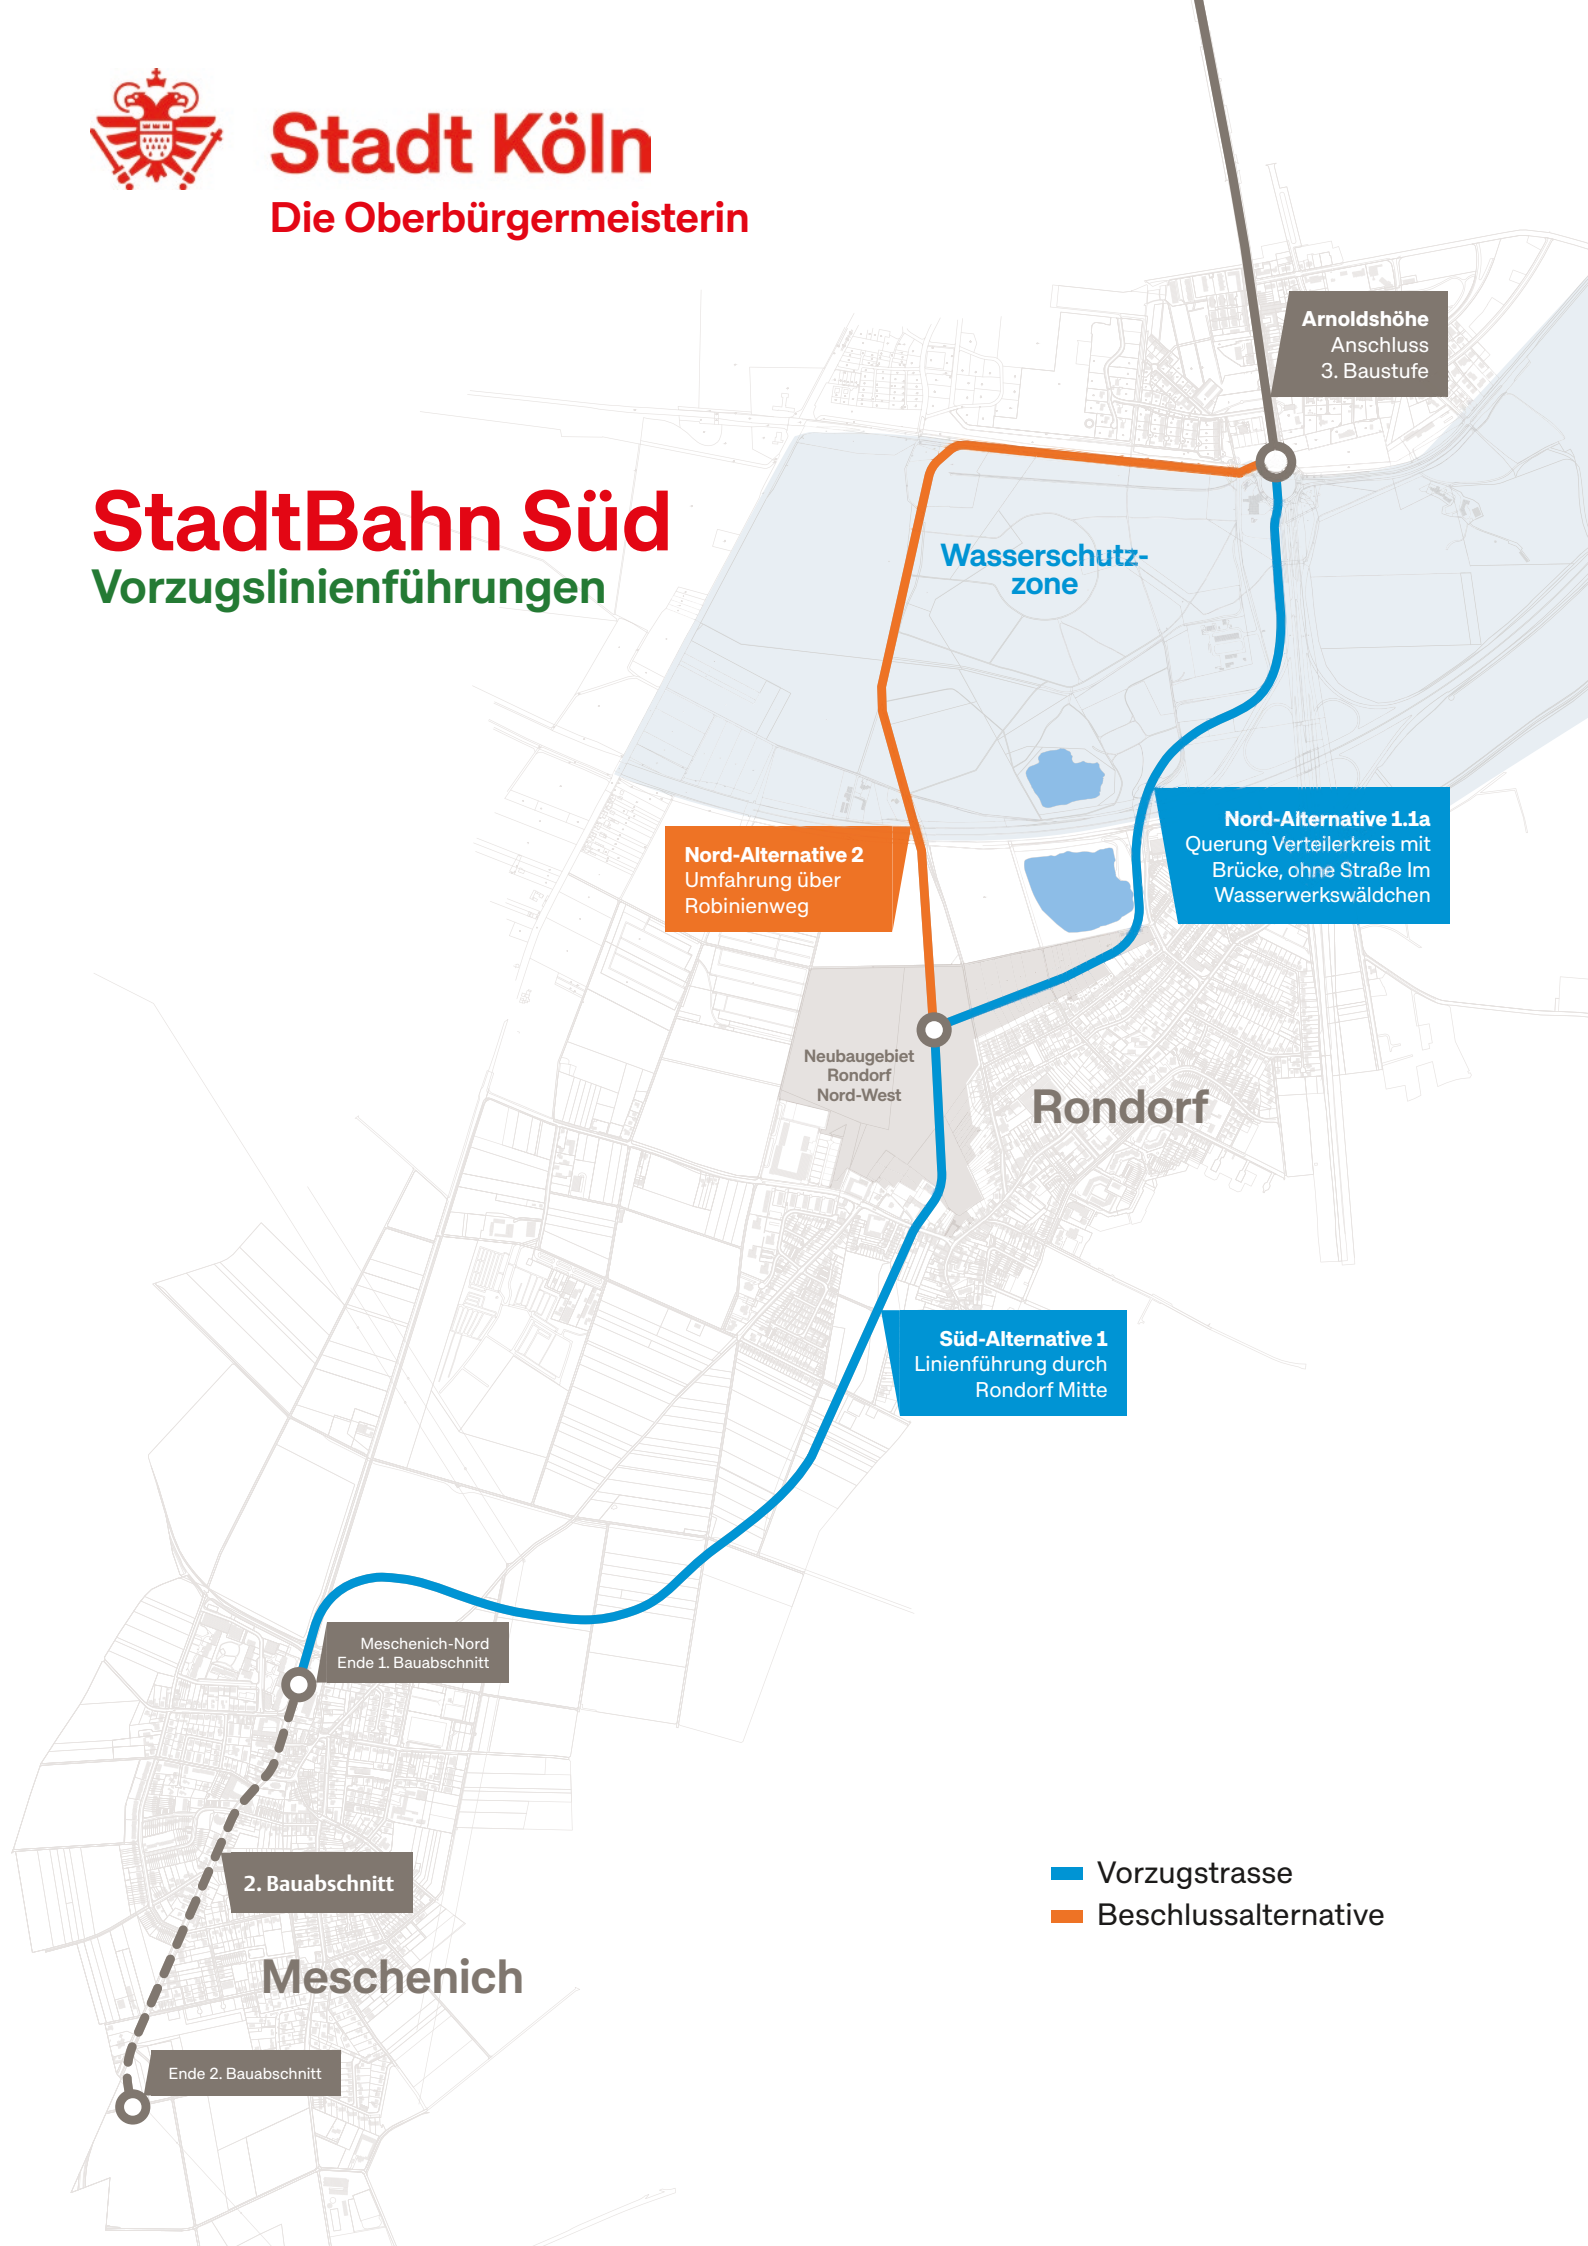 Stadt Köln
Die Oberbürgermeisterin
Arnoldshöhe
Anschluss
3. Baustufe
StadtBahn Süd
Vorzugslinienführungen
Wasserschutz-
zone
Nord-Alternative 1.1a
Querung Verteilerkreis mit
Brücke, ohne Straße Im
Wasserwerkswäldchen
Nord-Alternative 2
Umfahrung über
Robinienweg
Neubaugebiet
Rondorf
Nord-West
Rondorf
Süd-Alternative 1
Linienführung durch
Rondorf Mitte
Meschenich-Nord
Ende 1. Bauabschnitt
2. Bauabschnitt
Meschenich
Ende 2. Bauabschnitt
Vorzugstrasse
Beschlussalternative